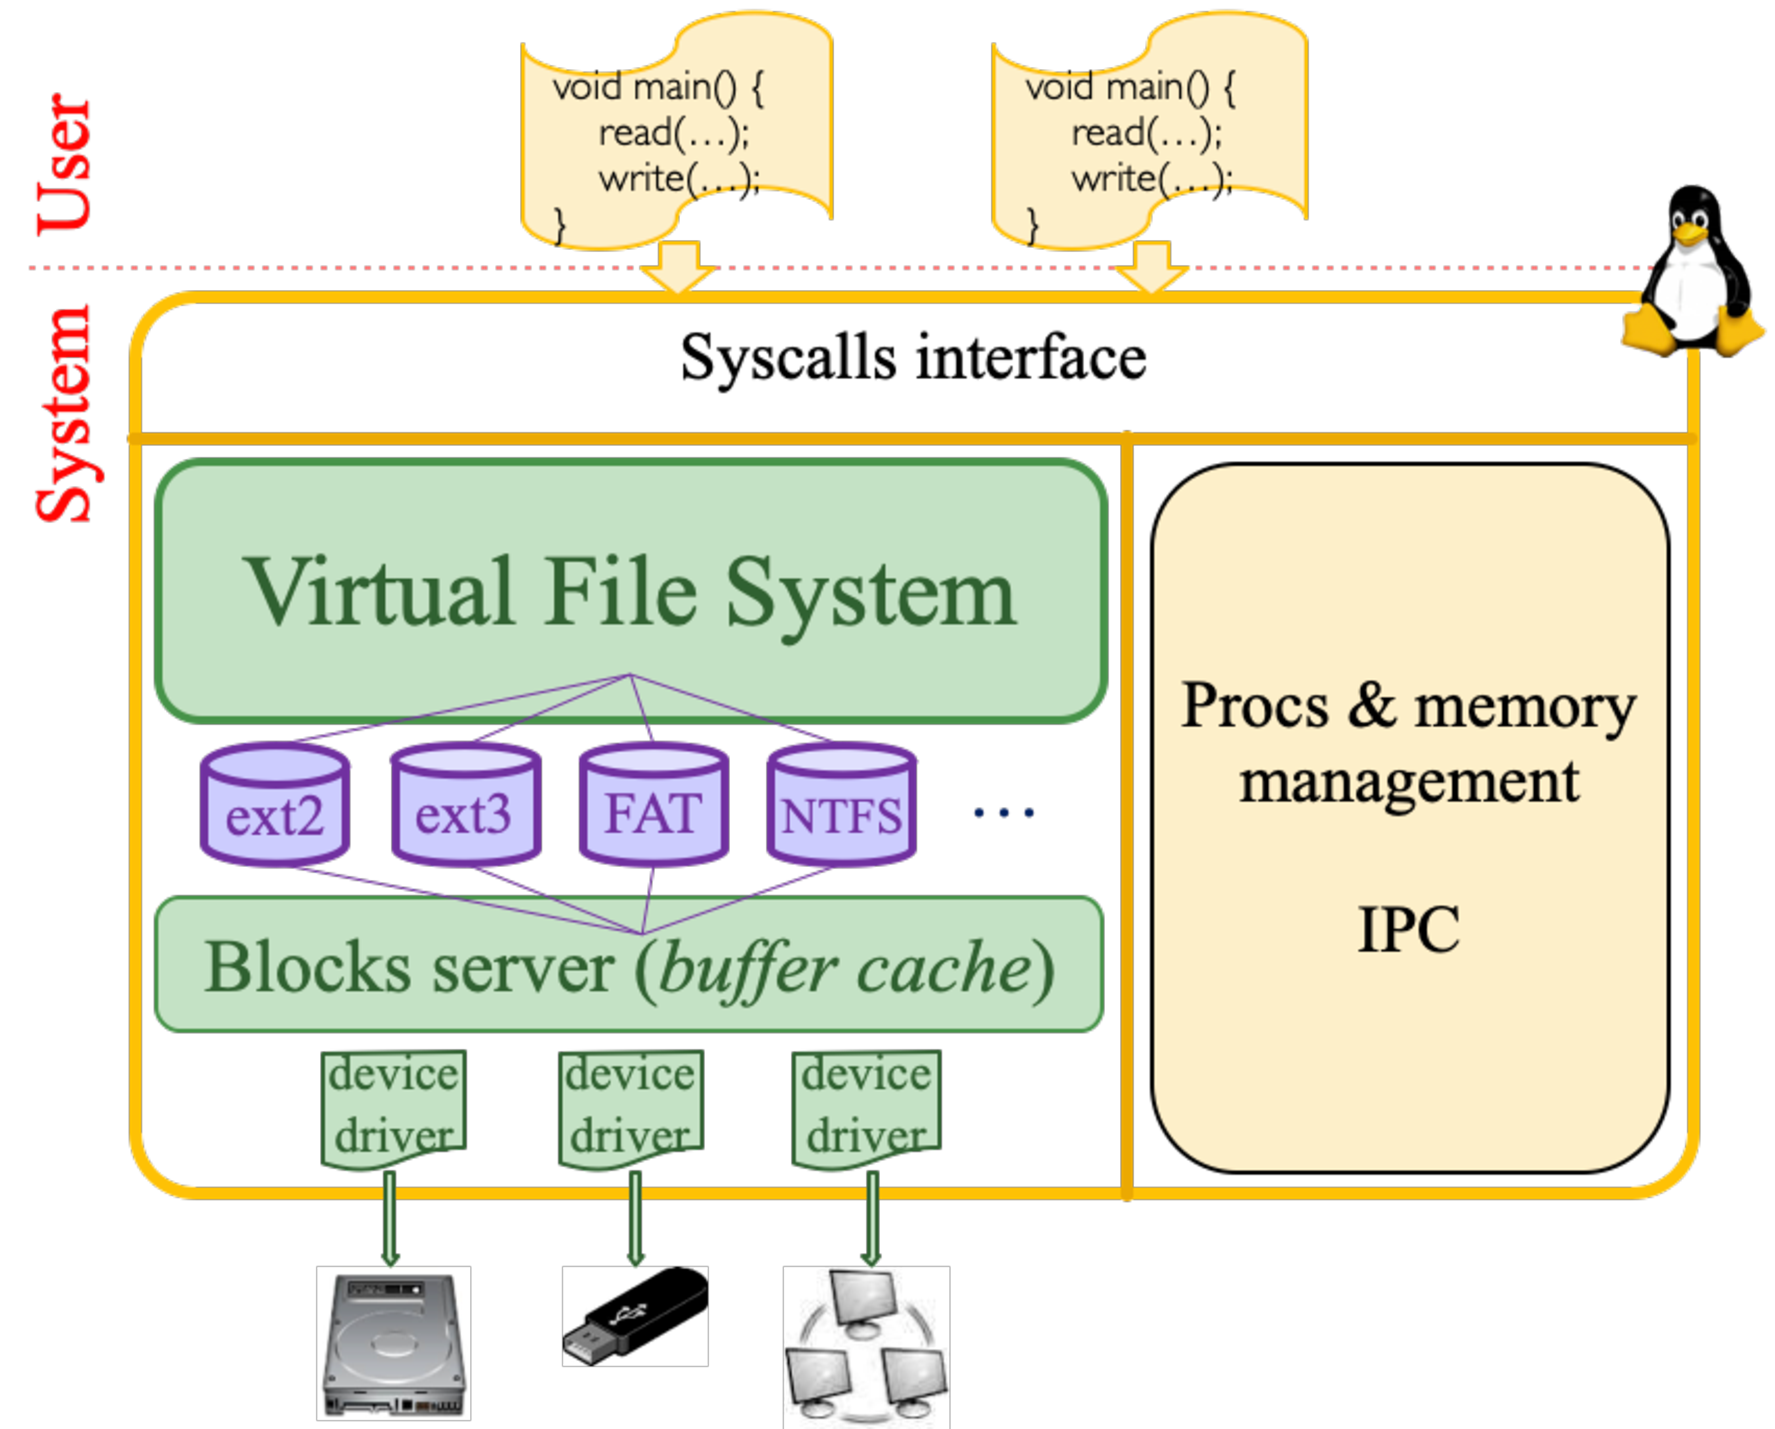 User
void main() {
read(...);
write(...);
}
void main() {
read(...);
write(...);
}
System
Syscalls interface
Virtual File System
ext2
ext3
FAT
NTFS
...
Blocks server (buffer cache)
device
driver
device
driver
device
driver
Procs & memory
management
IPC